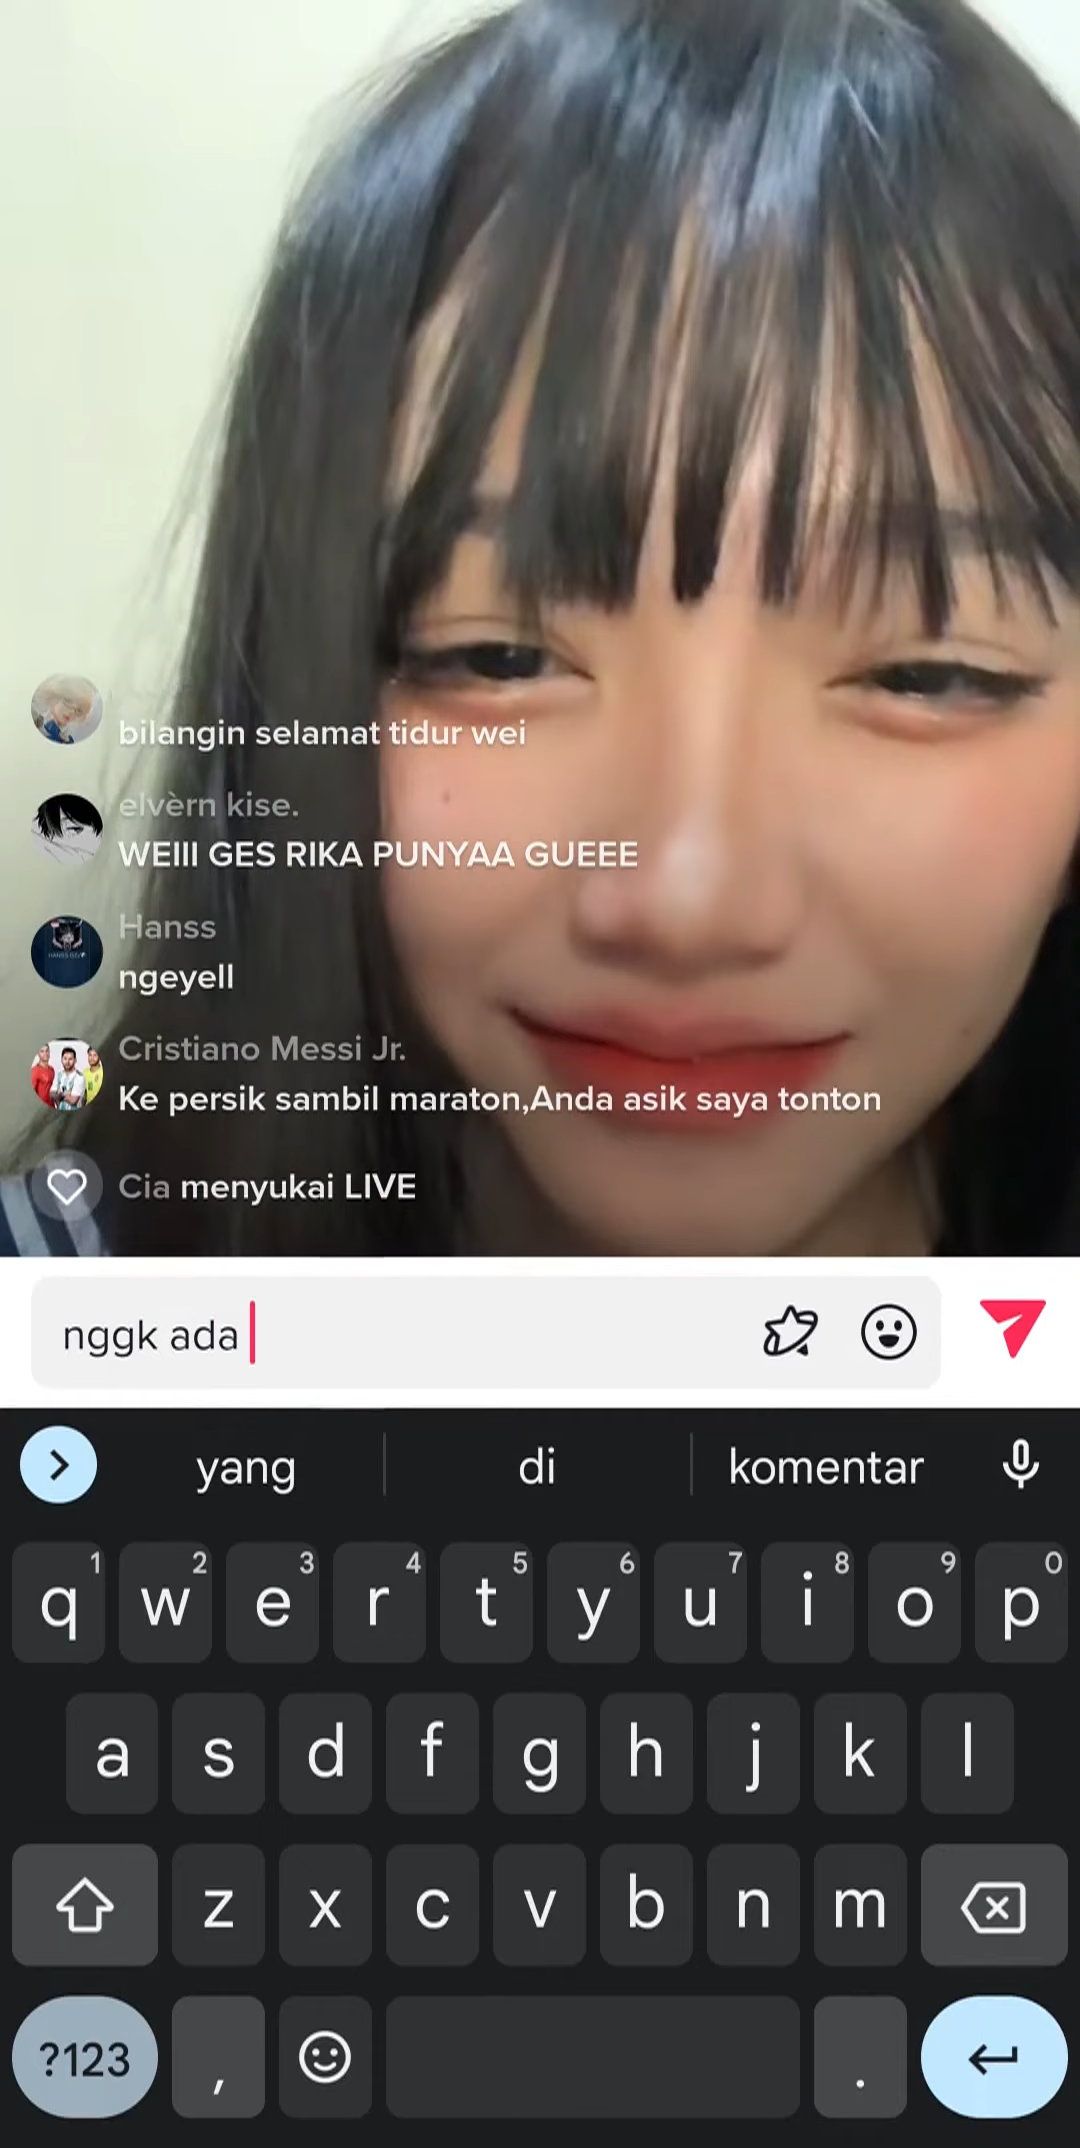 bilangin selamat tidur wei
elvèrn kise.
WEIII GES RIKA PUNYAA GUEEE
Hanss
ngeyell
Cristiano Messi Jr.
Ke persik sambil maraton,Anda asik saya tonton
Cia menyukai LIVE
nggk ada
yang di komentar
1 2 3 4 5 6 7 8 9 0
q w e r t y u i o p
a s d f g h j k l
z x c v b n m
?123 , .